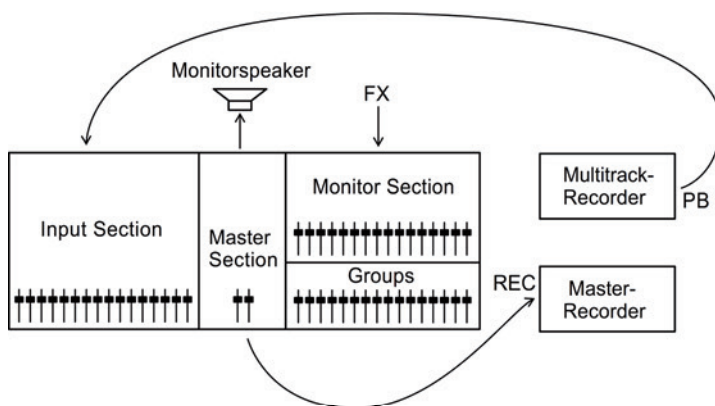 Monitorspeaker
FX
Input Section
Master
Section
Monitor Section
Groups
Multitrack-
Recorder
PB
REC
Master-
Recorder